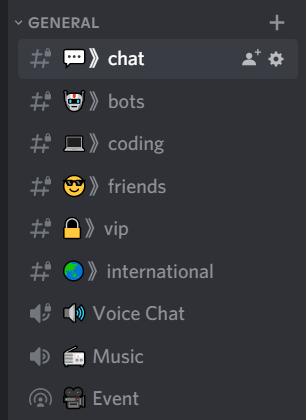 GENERAL
💬》chat
🤖》bots
💻》coding
😎》friends
🔒》vip
🌏》international
🔊 Voice Chat
📻 Music
🎥 Event